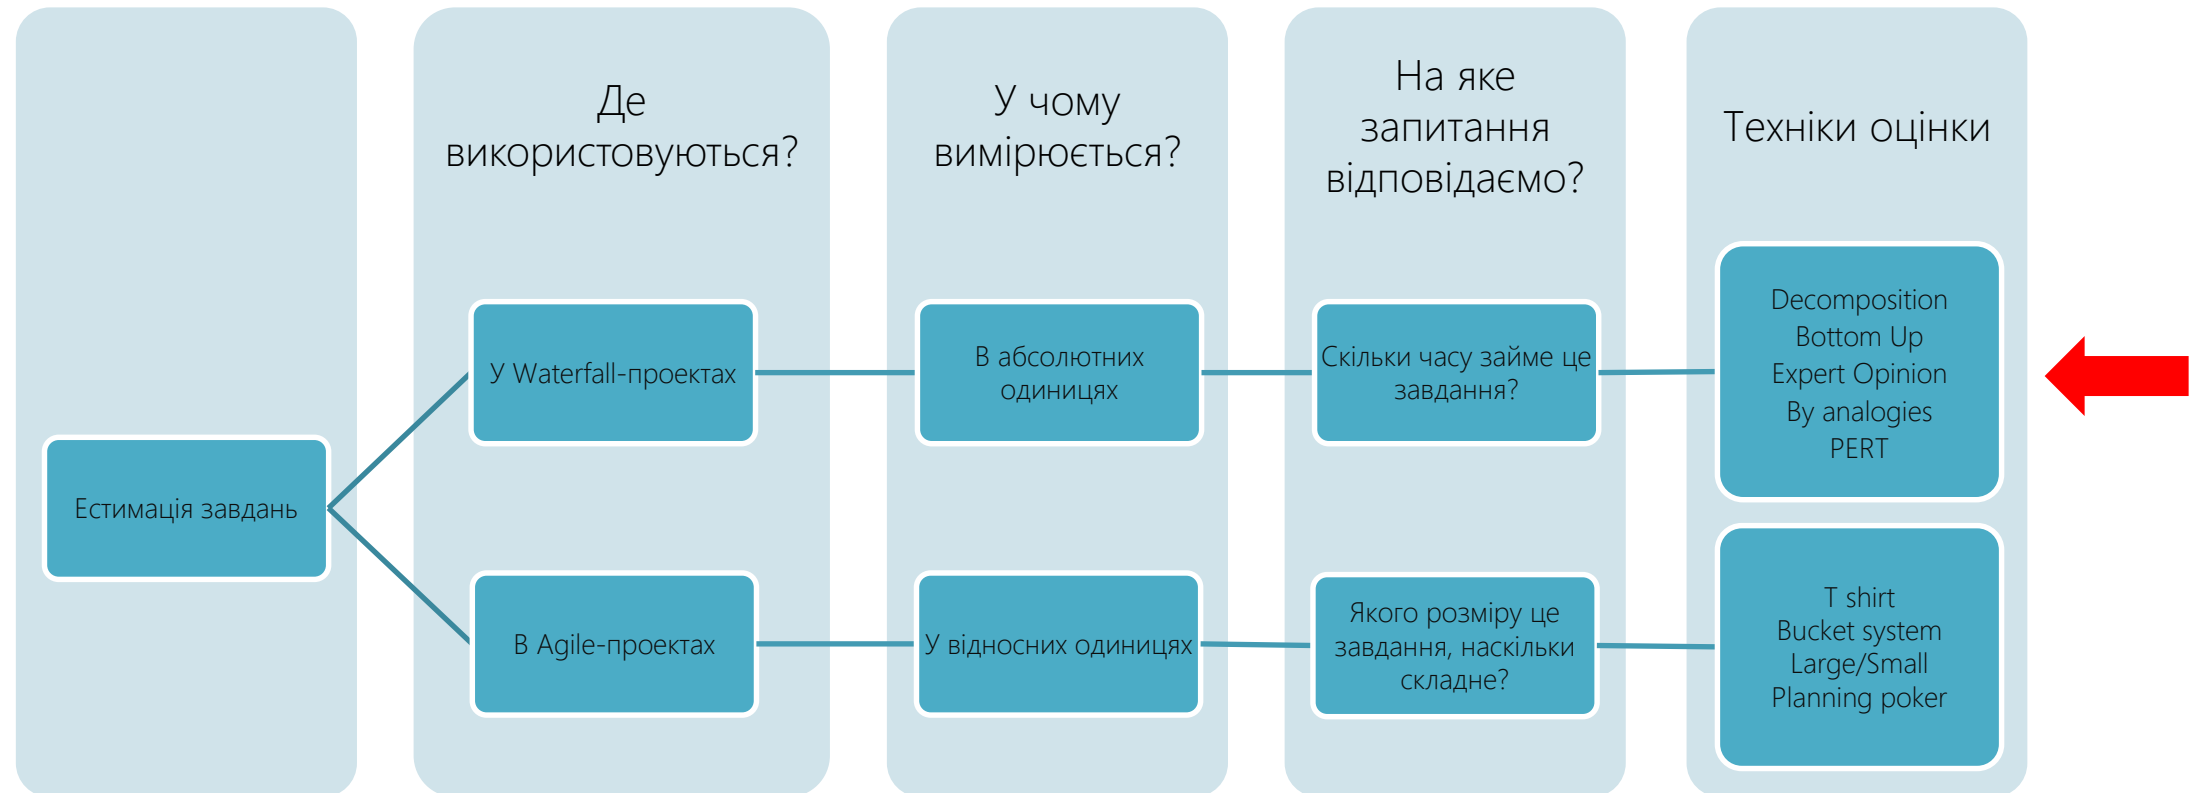 Де
використовуються?
У чому
вимірюється?
На яке
запитання
відповідаємо?
Техніки оцінки
Естимація завдань
У Waterfall-проектах
В абсолютних
одиницях
Скільки часу займе це
завдання?
Decomposition
Bottom Up
Expert Opinion
By analogies
PERT
В Agile-проектах
У відносних одиницях
Якого розміру це
завдання, наскільки
складне?
T shirt
Bucket system
Large/Small
Planning poker